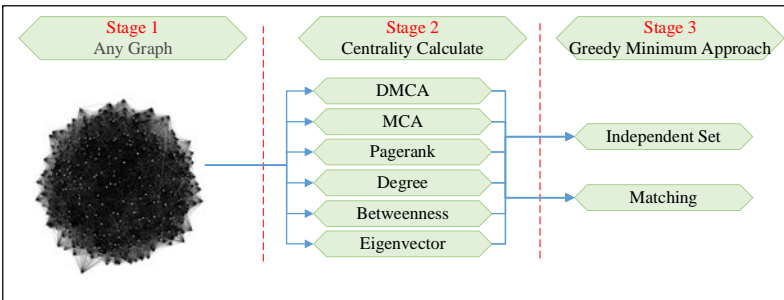 Stage 1
Any Graph
Stage 2
Centrality Calculate
Stage 3
Greedy Minimum Approach
DMCA
MCA
Pagerank
Degree
Betweenness
Eigenvector
Independent Set
Matching